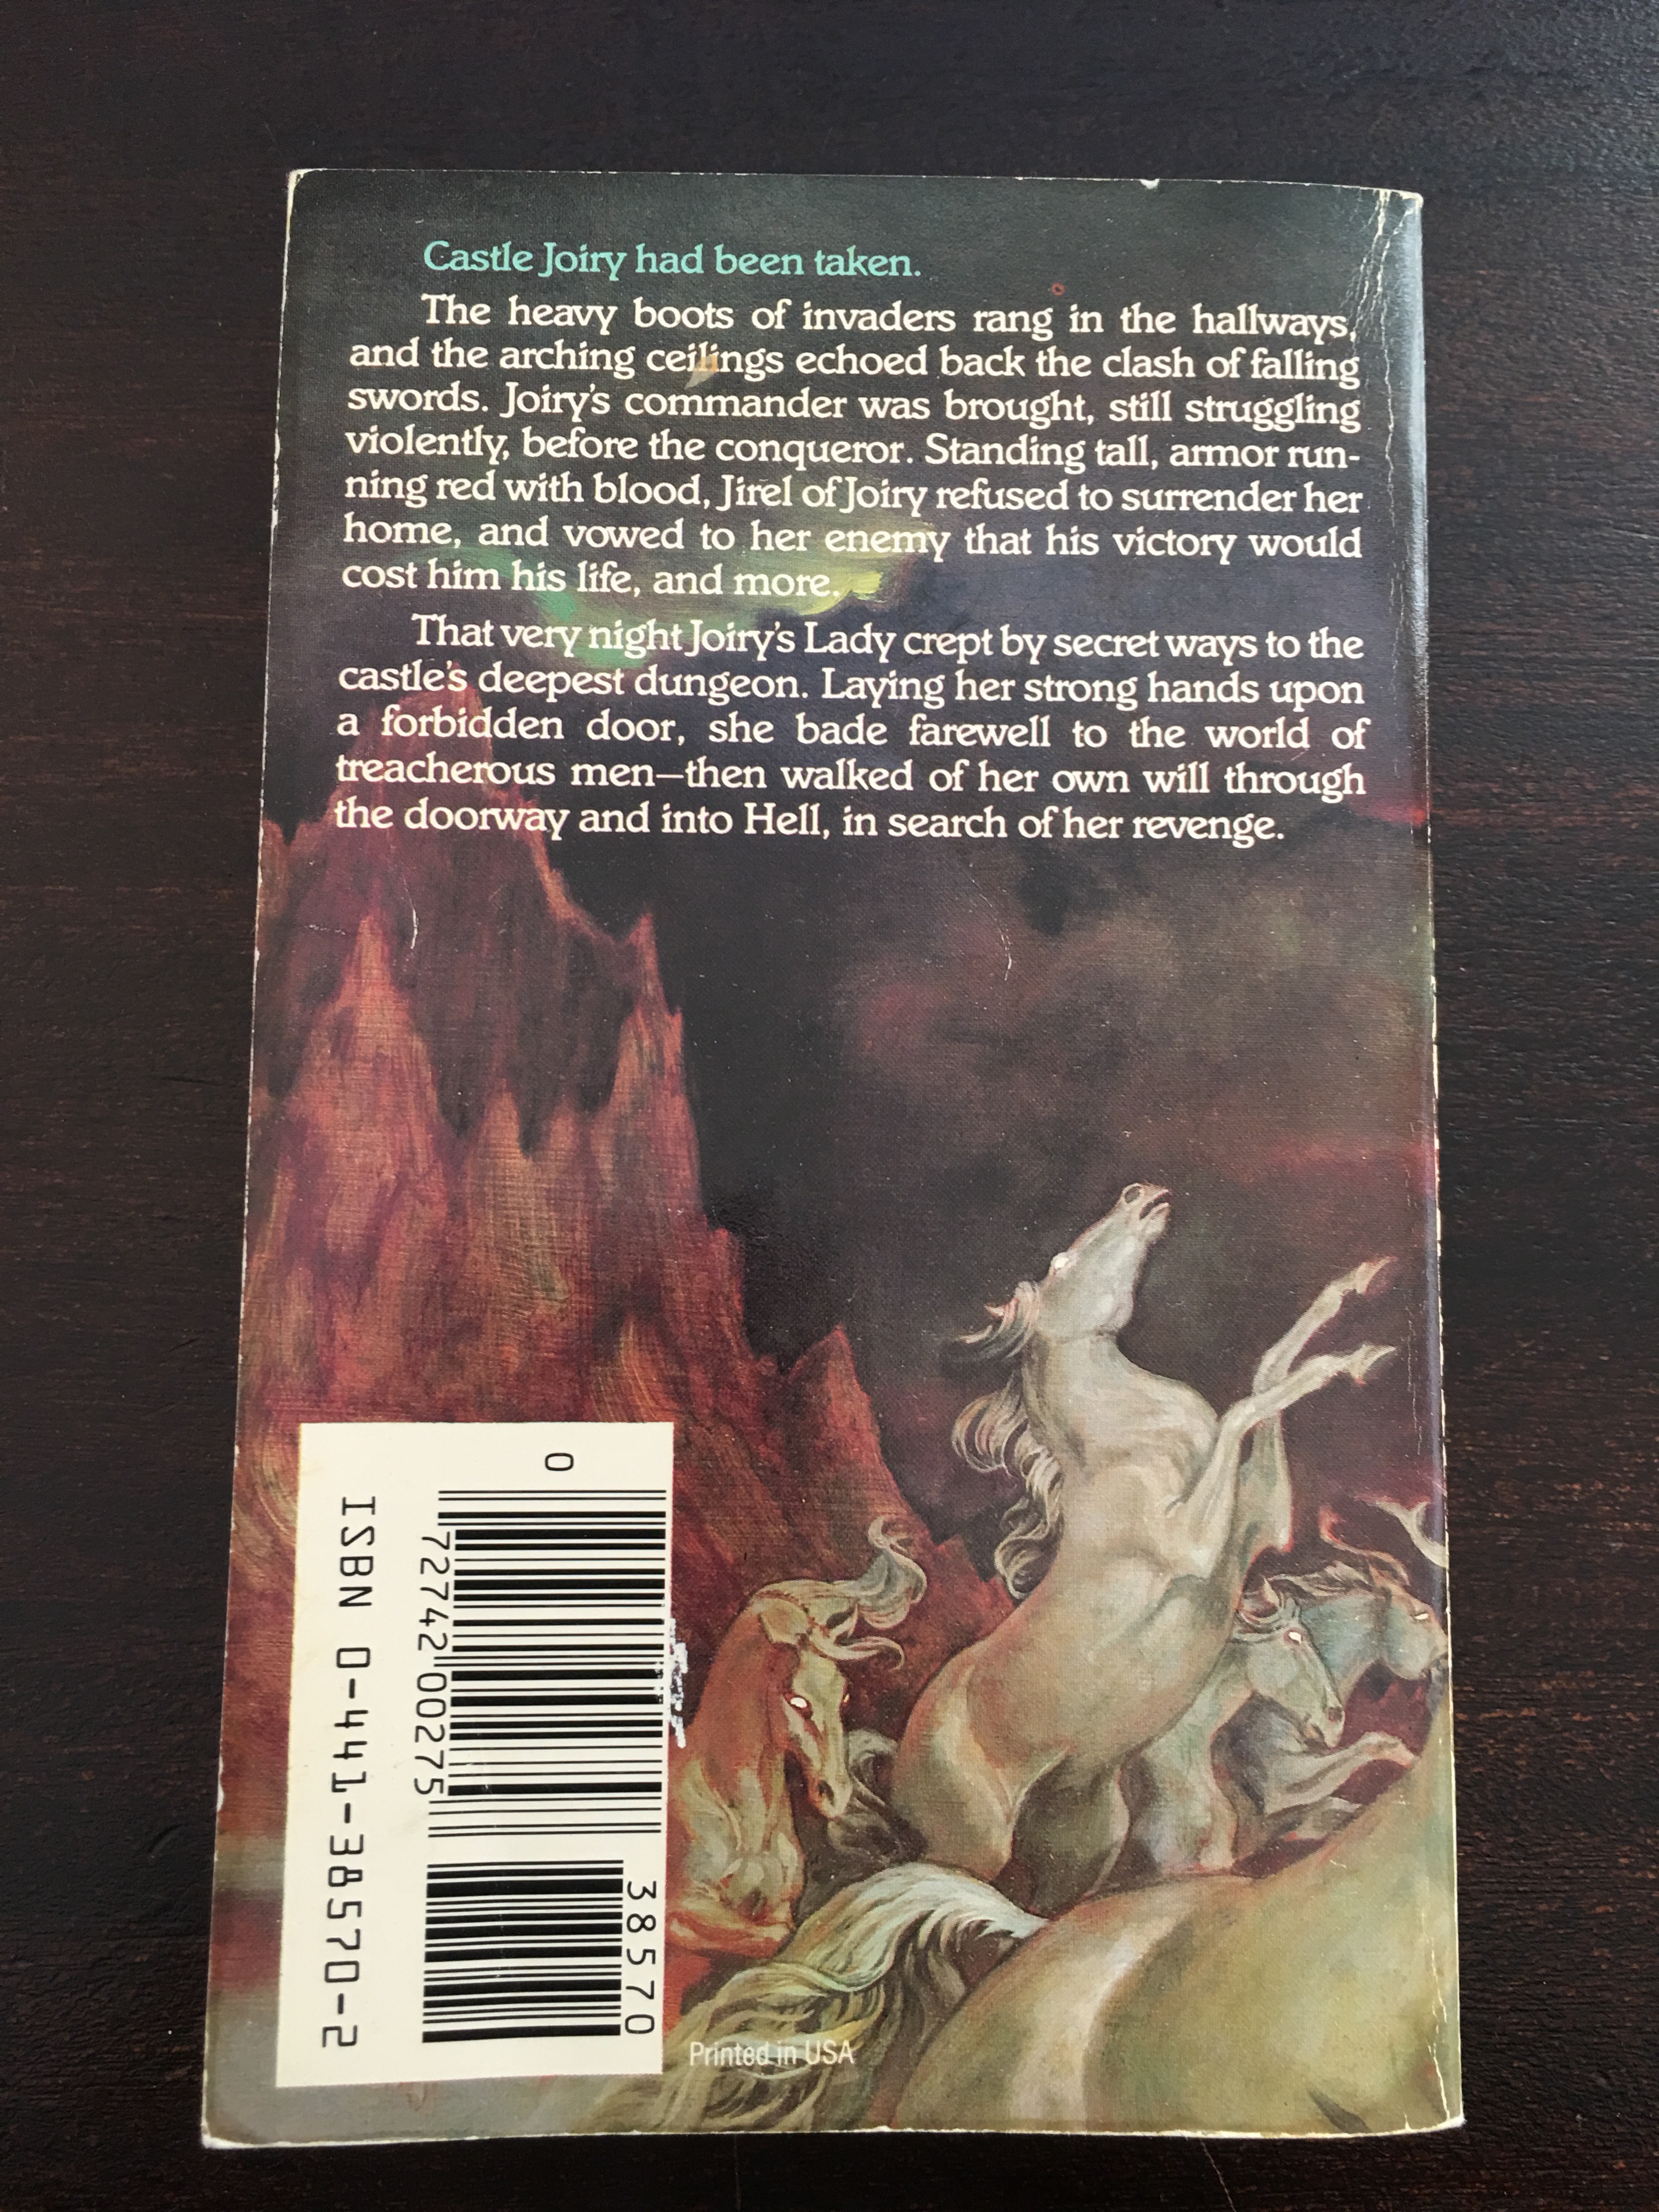 Castle Joiry had been taken.
The heavy boots of invaders rang in the hallways,
and the arching ceilings echoed back the clash of falling
swords. Joiry's commander was brought, still struggling
violently, before the conqueror. Standing tall, armor run-
ning red with blood, Jirel of Joiry refused to surrender her
home, and vowed to her enemy that his victory would
cost him his life, and more.
That very night Joiry's Lady crept by secret ways to the
castle's deepest dungeon. Laying her strong hands upon
a forbidden door, she bade farewell to the world of
treacherous men—then walked of her own will through
the doorway and into Hell, in search of her revenge.
0
72742 00275
38570
ISBN 0-441-38570-2
Printed in USA